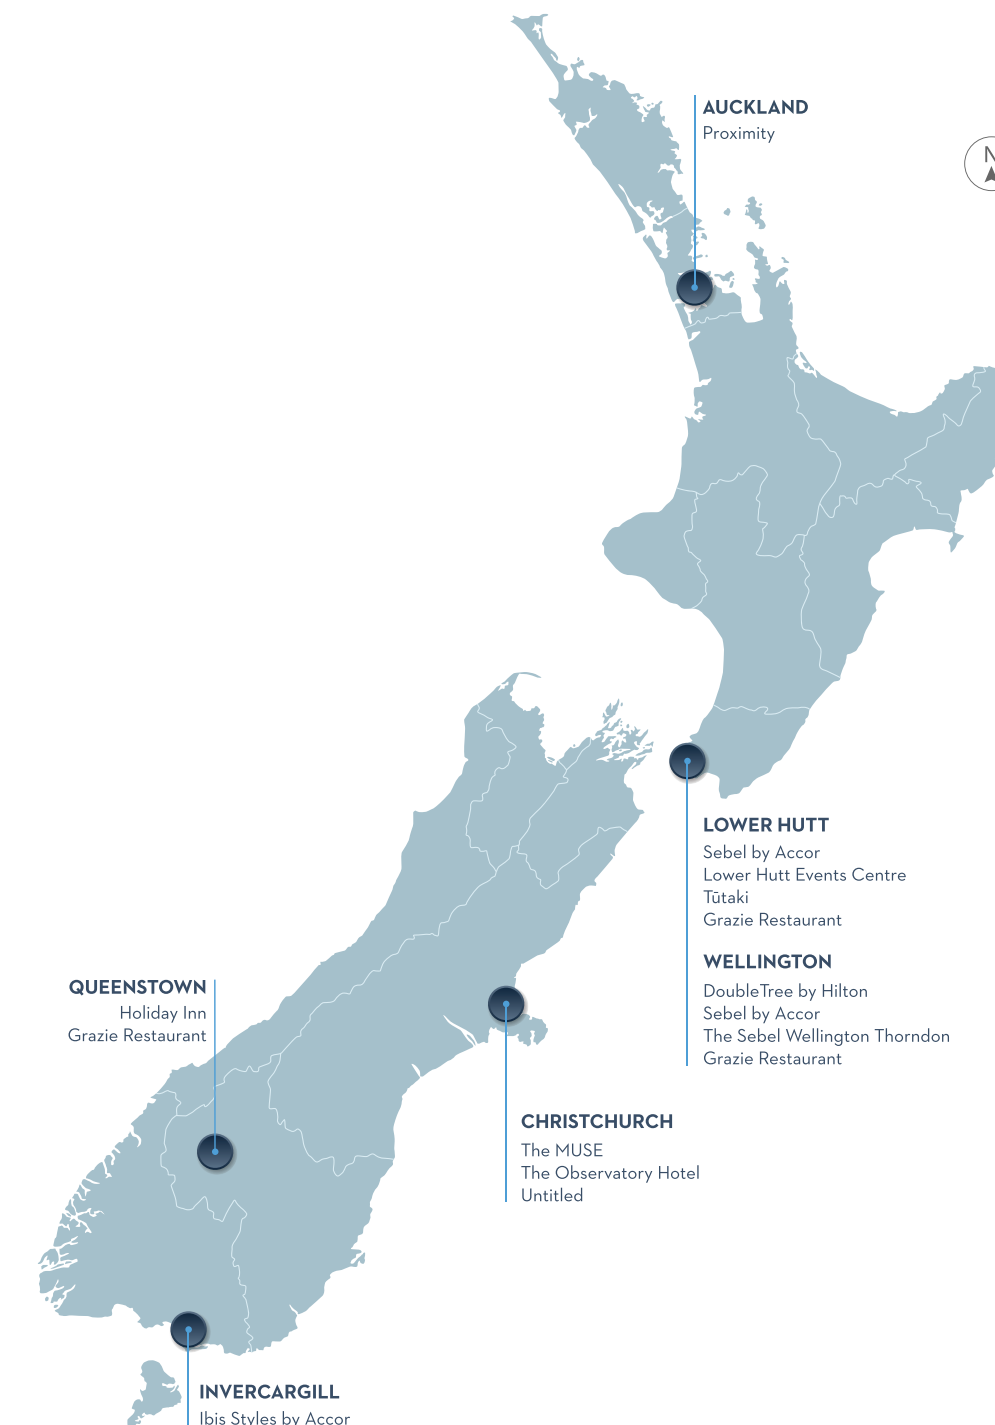 AUCKLAND
Proximity
N
LOWER HUTT
Sebel by Accor
Lower Hutt Events Centre
Tūtaki
Grazie Restaurant
WELLINGTON
DoubleTree by Hilton
Sebel by Accor
The Sebel Wellington Thorndon
Grazie Restaurant
QUEENSTOWN
Holiday Inn
Grazie Restaurant
CHRISTCHURCH
The MUSE
The Observatory Hotel
Untitled
INVERCARGILL
Ibis Styles by Accor